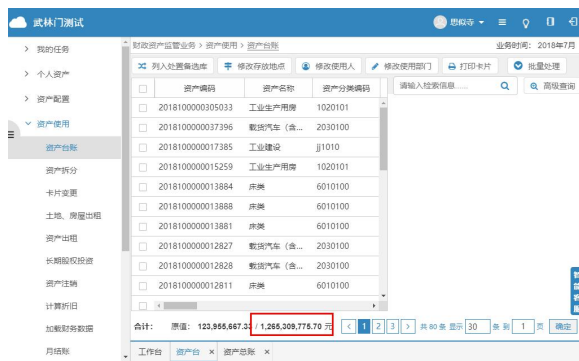 武林门测试
思似寺
我的任务
个人资产
资产配置
资产使用
资产台账
资产拆分
卡片变更
土地、房屋出租
资产出租
长期股权投资
资产注销
计算折旧
加载财务数据
月结账
财政资产监管业务 > 资产使用 > 资产台账 业务时间: 2018年7月
列入处置备选库 修改存放地点 修改使用人 修改使用部门 打印卡片 批量处理
资产编码 资产名称 资产分类编码
请输入检索信息...... 高级查询
2018100000305033 工业生产用房 1020101
2018100000037396 载货汽车（含... 2030100
2018100000017385 工业建设 jj1010
2018100000015259 工业生产用房 1020101
2018100000013884 床类 6010100
2018100000013888 床类 6010100
2018100000013881 床类 6010100
2018100000012827 载货汽车（含... 2030100
2018100000012828 载货汽车（含... 2030100
2018100000012811 床类 6010100
合计: 原值: 123,955,667.33 / 1,265,309,775.70 元 < 1 2 3 > 共 80 条 显示 30 条 到 1 页 确定
工作台 资产台 × 资产总账 ×
智能客服